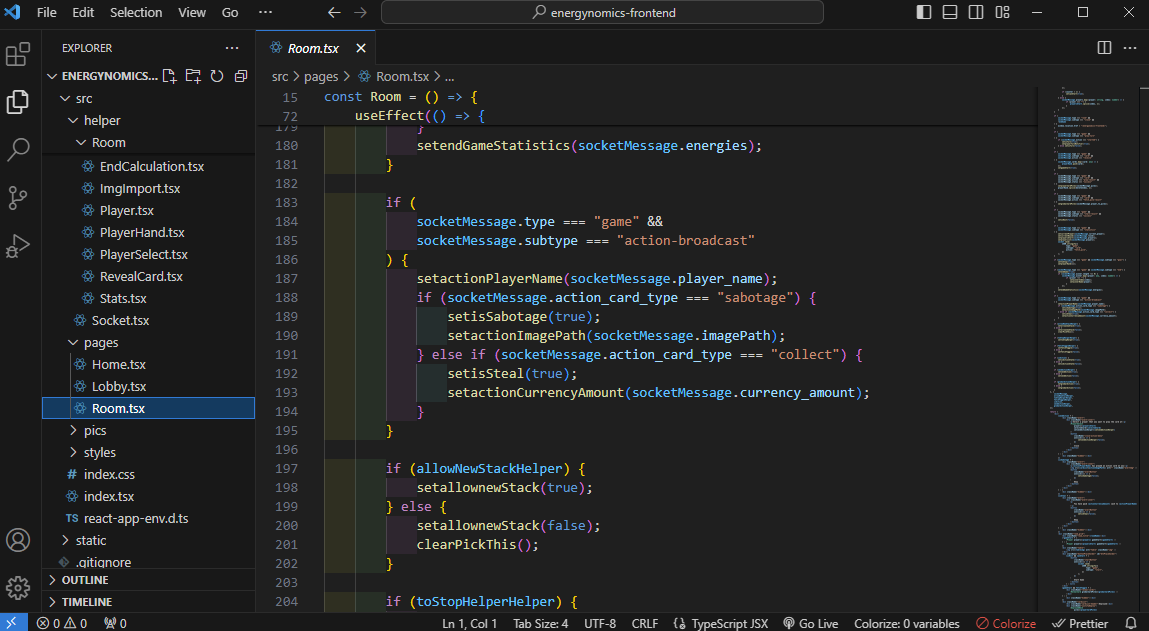 File Edit Selection View Go ··· energynomics-frontend
EXPLORER ···
ENERGYNOMICS...
src
helper
Room
EndCalculation.tsx
ImgImport.tsx
Player.tsx
PlayerHand.tsx
PlayerSelect.tsx
RevealCard.tsx
Stats.tsx
Socket.tsx
pages
Home.tsx
Lobby.tsx
Room.tsx
pics
styles
# index.css
index.tsx
TS react-app-env.d.ts
static
.gitignore
OUTLINE
TIMELINE
Room.tsx
src > pages > Room.tsx > ...
15 const Room = () => {
72 useEffect(() => {
179 }
180 setendGameStatistics(socketMessage.energies);
181 }
182
183 if (
184 socketMessage.type === "game" &&
185 socketMessage.subtype === "action-broadcast"
186 ) {
187 setactionPlayerName(socketMessage.player_name);
188 if (socketMessage.action_card_type === "sabotage") {
189 setisSabotage(true);
190 setactionImagePath(socketMessage.imagePath);
191 } else if (socketMessage.action_card_type === "collect") {
192 setisSteal(true);
193 setactionCurrencyAmount(socketMessage.currency_amount);
194 }
195 }
196
197 if (allowNewStackHelper) {
198 setallownewStack(true);
199 } else {
200 setallownewStack(false);
201 clearPickThis();
202 }
203
204 if (toStopHelperHelper) {
0 0 0 Ln 1, Col 1 Tab Size: 4 UTF-8 CRLF {} TypeScript JSX Go Live Colorize: 0 variables Colorize Prettier